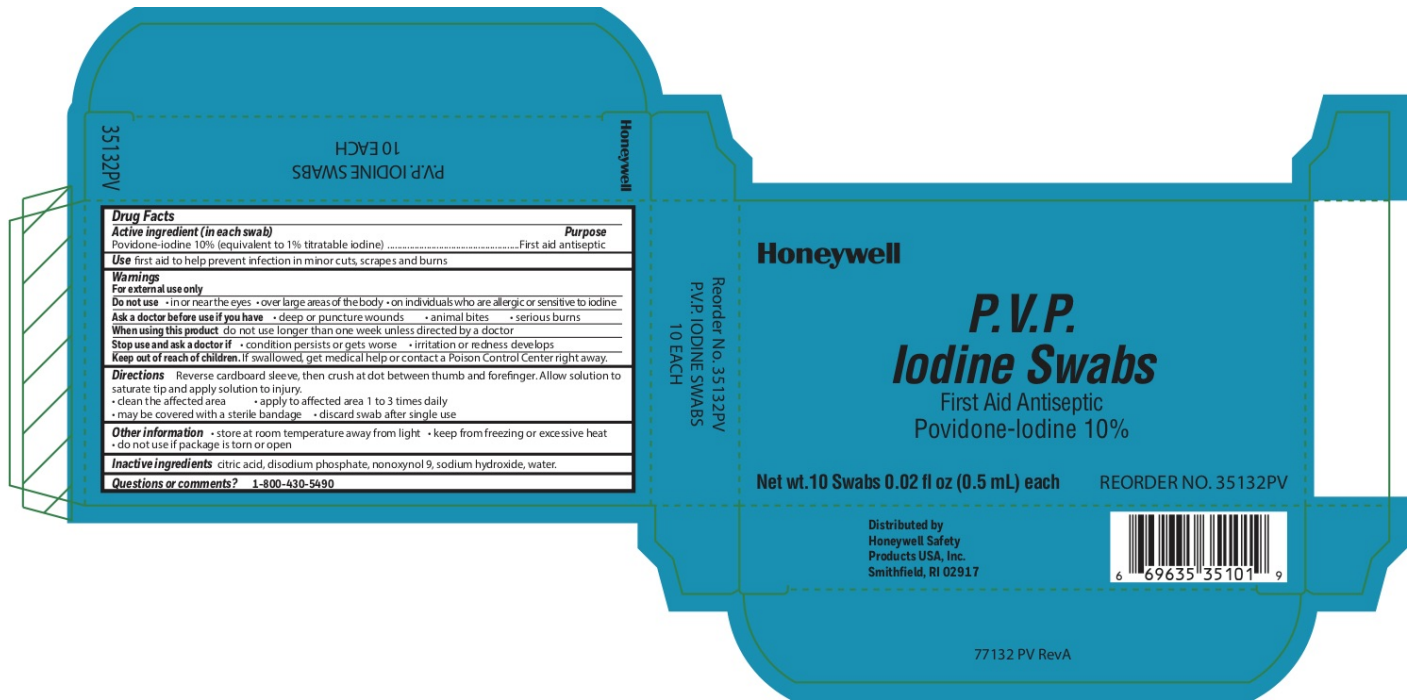 35132PV
P.V.P. IODINE SWABS
10 EACH
Honeywell
Drug Facts
Active ingredient (in each swab) Purpose
Povidone-iodine 10% (equivalent to 1% titratable iodine) ..................................................First aid antiseptic
Use first aid to help prevent infection in minor cuts, scrapes and burns
Warnings
For external use only
Do not use • in or near the eyes • over large areas of the body • on individuals who are allergic or sensitive to iodine
Ask a doctor before use if you have • deep or puncture wounds • animal bites • serious burns
When using this product do not use longer than one week unless directed by a doctor
Stop use and ask a doctor if • condition persists or gets worse • irritation or redness develops
Keep out of reach of children. If swallowed, get medical help or contact a Poison Control Center right away.
Directions Reverse cardboard sleeve, then crush at dot between thumb and forefinger. Allow solution to
saturate tip and apply solution to injury.
• clean the affected area • apply to affected area 1 to 3 times daily
• may be covered with a sterile bandage • discard swab after single use
Other information • store at room temperature away from light • keep from freezing or excessive heat
• do not use if package is torn or open
Inactive ingredients citric acid, disodium phosphate, nonoxynol 9, sodium hydroxide, water.
Questions or comments? 1-800-430-5490
Reorder No. 35132PV
P.V.P. IODINE SWABS
10 EACH
Honeywell
P.V.P.
Iodine Swabs
First Aid Antiseptic
Povidone-Iodine 10%
Net wt.10 Swabs 0.02 fl oz (0.5 mL) each REORDER NO. 35132PV
Distributed by
Honeywell Safety
Products USA, Inc.
Smithfield, RI 02917
6 69635 35101 9
77132 PV RevA